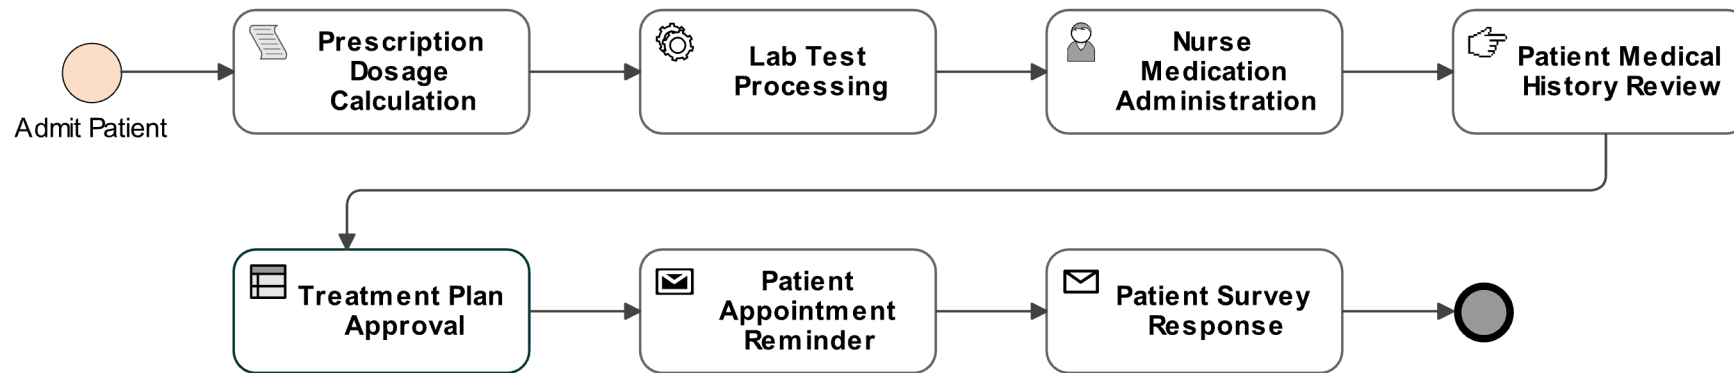 Admit Patient
Prescription
Dosage
Calculation
Lab Test
Processing
Nurse
Medication
Administration
Patient Medical
History Review
Treatment Plan
Approval
Patient
Appointment
Reminder
Patient Survey
Response